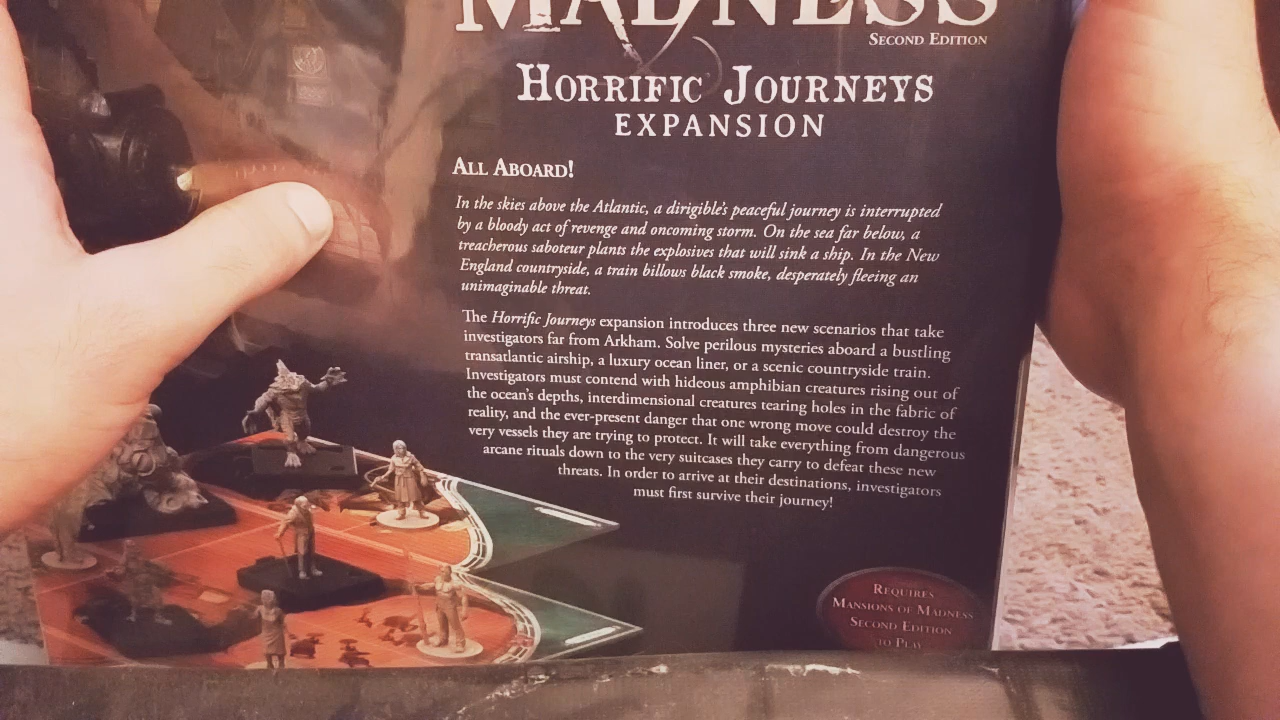 MADNESS
SECOND EDITION
HORRIFIC JOURNEYS
EXPANSION
ALL ABOARD!
In the skies above the Atlantic, a dirigible's peaceful journey is interrupted
by a bloody act of revenge and oncoming storm. On the sea far below, a
treacherous saboteur plants the explosives that will sink a ship. In the New
England countryside, a train billows black smoke, desperately fleeing an
unimaginable threat.
The Horrific Journeys expansion introduces three new scenarios that take
investigators far from Arkham. Solve perilous mysteries aboard a bustling
transatlantic airship, a luxury ocean liner, or a scenic countryside train.
Investigators must contend with hideous amphibian creatures rising out of
the ocean's depths, interdimensional creatures tearing holes in the fabric of
reality, and the ever-present danger that one wrong move could destroy the
very vessels they are trying to protect. It will take everything from dangerous
arcane rituals down to the very suitcases they carry to defeat these new
threats. In order to arrive at their destinations, investigators
must first survive their journey!
REQUIRES
MANSIONS OF MADNESS
SECOND EDITION
TO PLAY